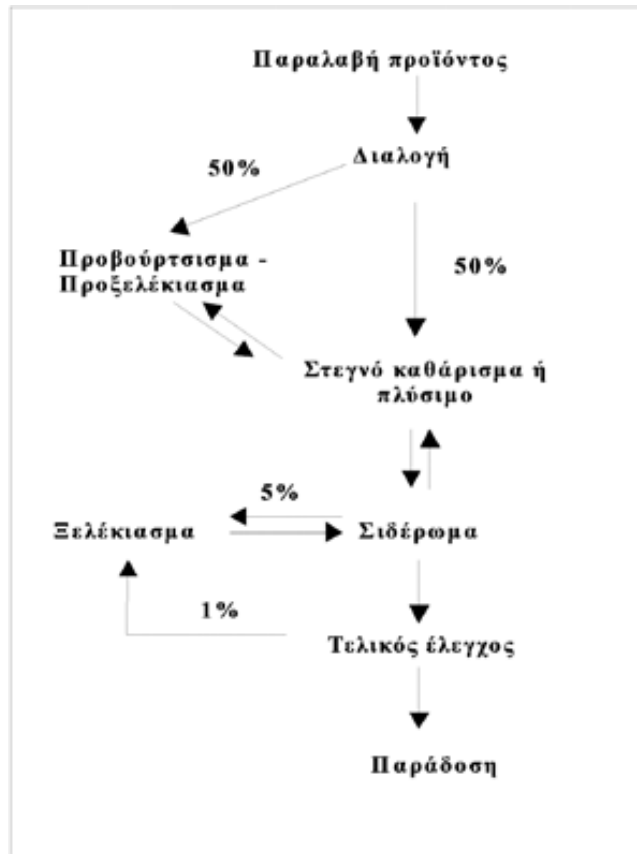 Παραλαβή προϊόντος
Διαλογή
50%
Προβούρτσισμα -
Προξελέκιασμα
50%
Στεγνό καθάρισμα ή
πλύσιμο
5%
Ξελέκιασμα
Σιδέρωμα
1%
Τελικός έλεγχος
Παράδοση